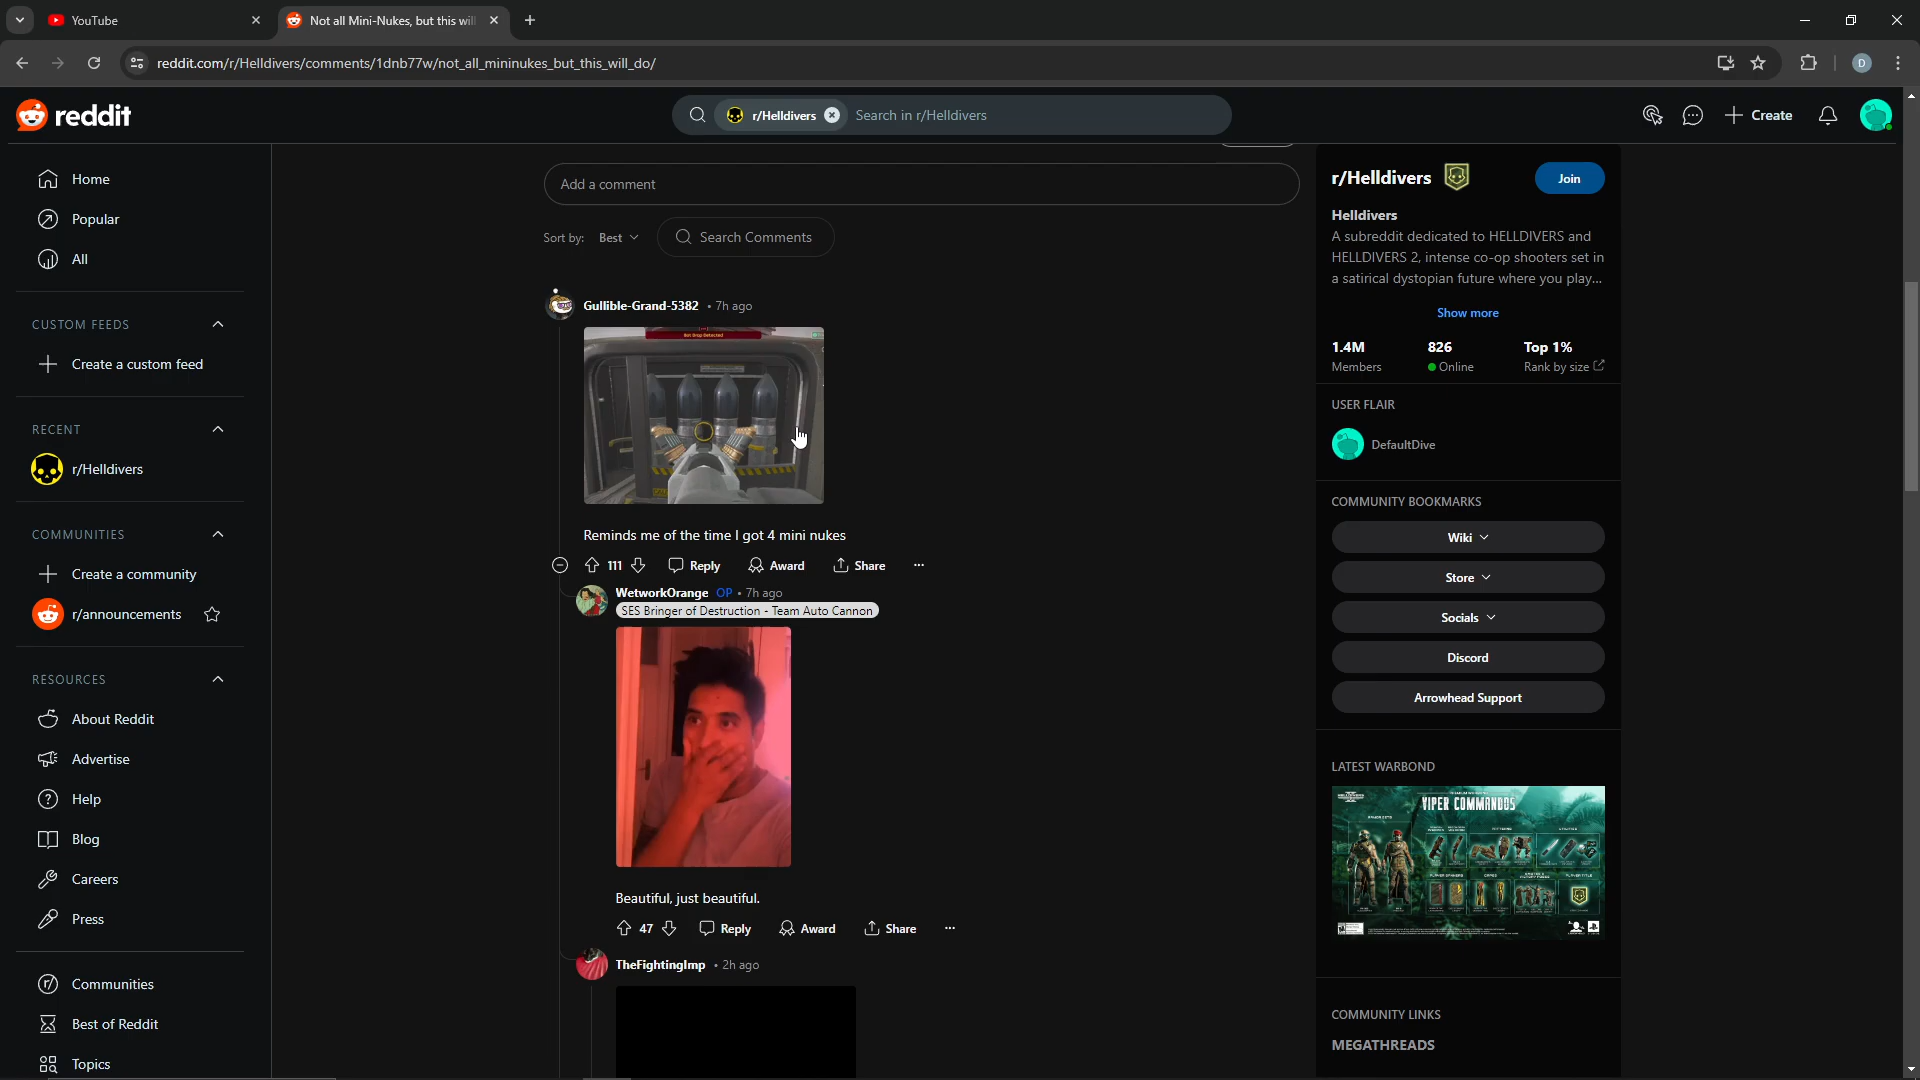 YouTube
Not all Mini-Nukes, but this will
reddit.com/r/Helldivers/comments/1dnb77w/not_all_mininukes_but_this_will_do/
D
reddit
r/Helldivers
Search in r/Helldivers
Create
Home
Popular
All
CUSTOM FEEDS
Create a custom feed
RECENT
r/Helldivers
COMMUNITIES
Create a community
r/announcements
RESOURCES
About Reddit
Advertise
Help
Blog
Careers
Press
Communities
Best of Reddit
Topics
Add a comment
Sort by: Best
Search Comments
Gullible-Grand-5382 • 7h ago
Reminds me of the time I got 4 mini nukes
111 Reply Award Share
WetworkOrange OP • 7h ago
SES Bringer of Destruction - Team Auto Cannon
Beautiful, just beautiful.
47 Reply Award Share
TheFightingImp • 2h ago
r/Helldivers
Join
Helldivers
A subreddit dedicated to HELLDIVERS and
HELLDIVERS 2, intense co-op shooters set in
a satirical dystopian future where you play...
Show more
1.4M 826 Top 1%
Members Online Rank by size
USER FLAIR
DefaultDive
COMMUNITY BOOKMARKS
Wiki
Store
Socials
Discord
Arrowhead Support
LATEST WARBOND
VIPER COMMANDOS
COMMUNITY LINKS
MEGATHREADS